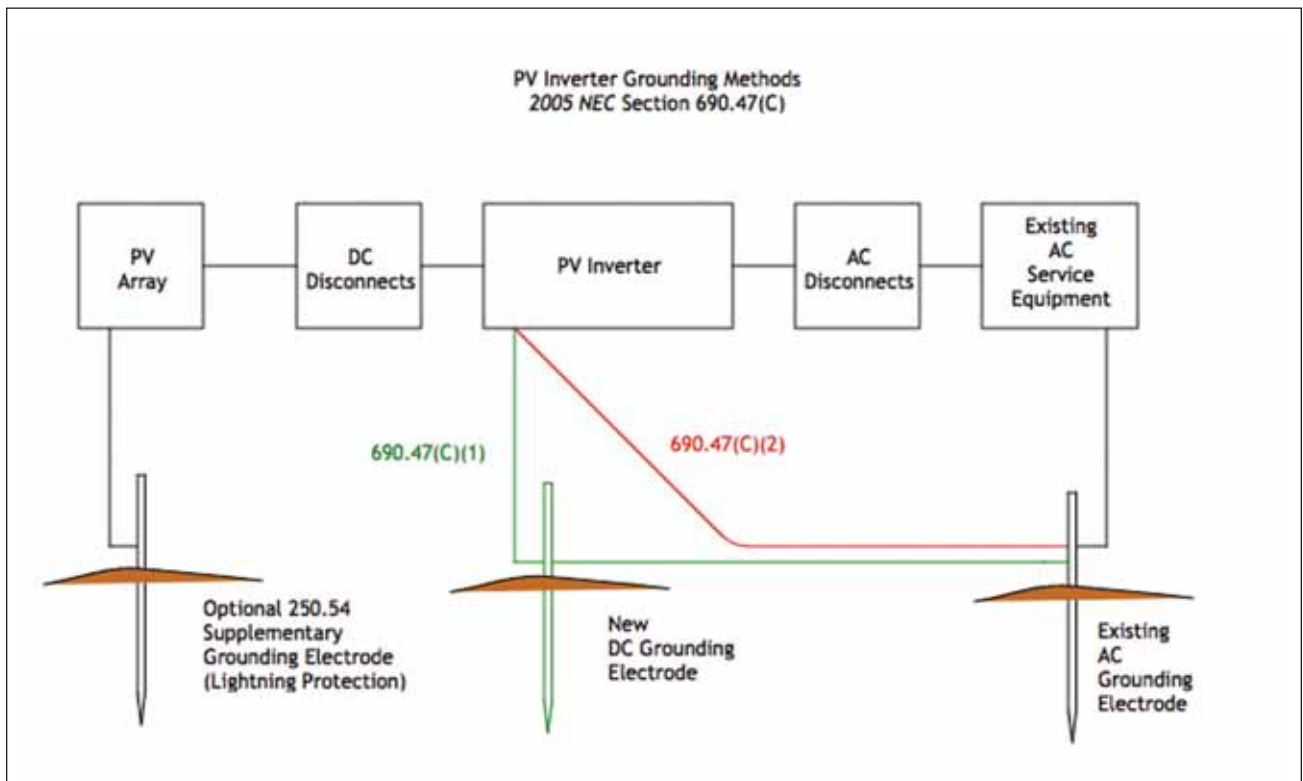 PV Inverter Grounding Methods
2005 NEC Section 690.47(C)
PV
Array
DC
Disconnects
PV Inverter
AC
Disconnects
Existing
AC
Service
Equipment
690.47(C)(1)
690.47(C)(2)
Optional 250.54
Supplementary
Grounding Electrode
(Lightning Protection)
New
DC Grounding
Electrode
Existing
AC
Grounding
Electrode